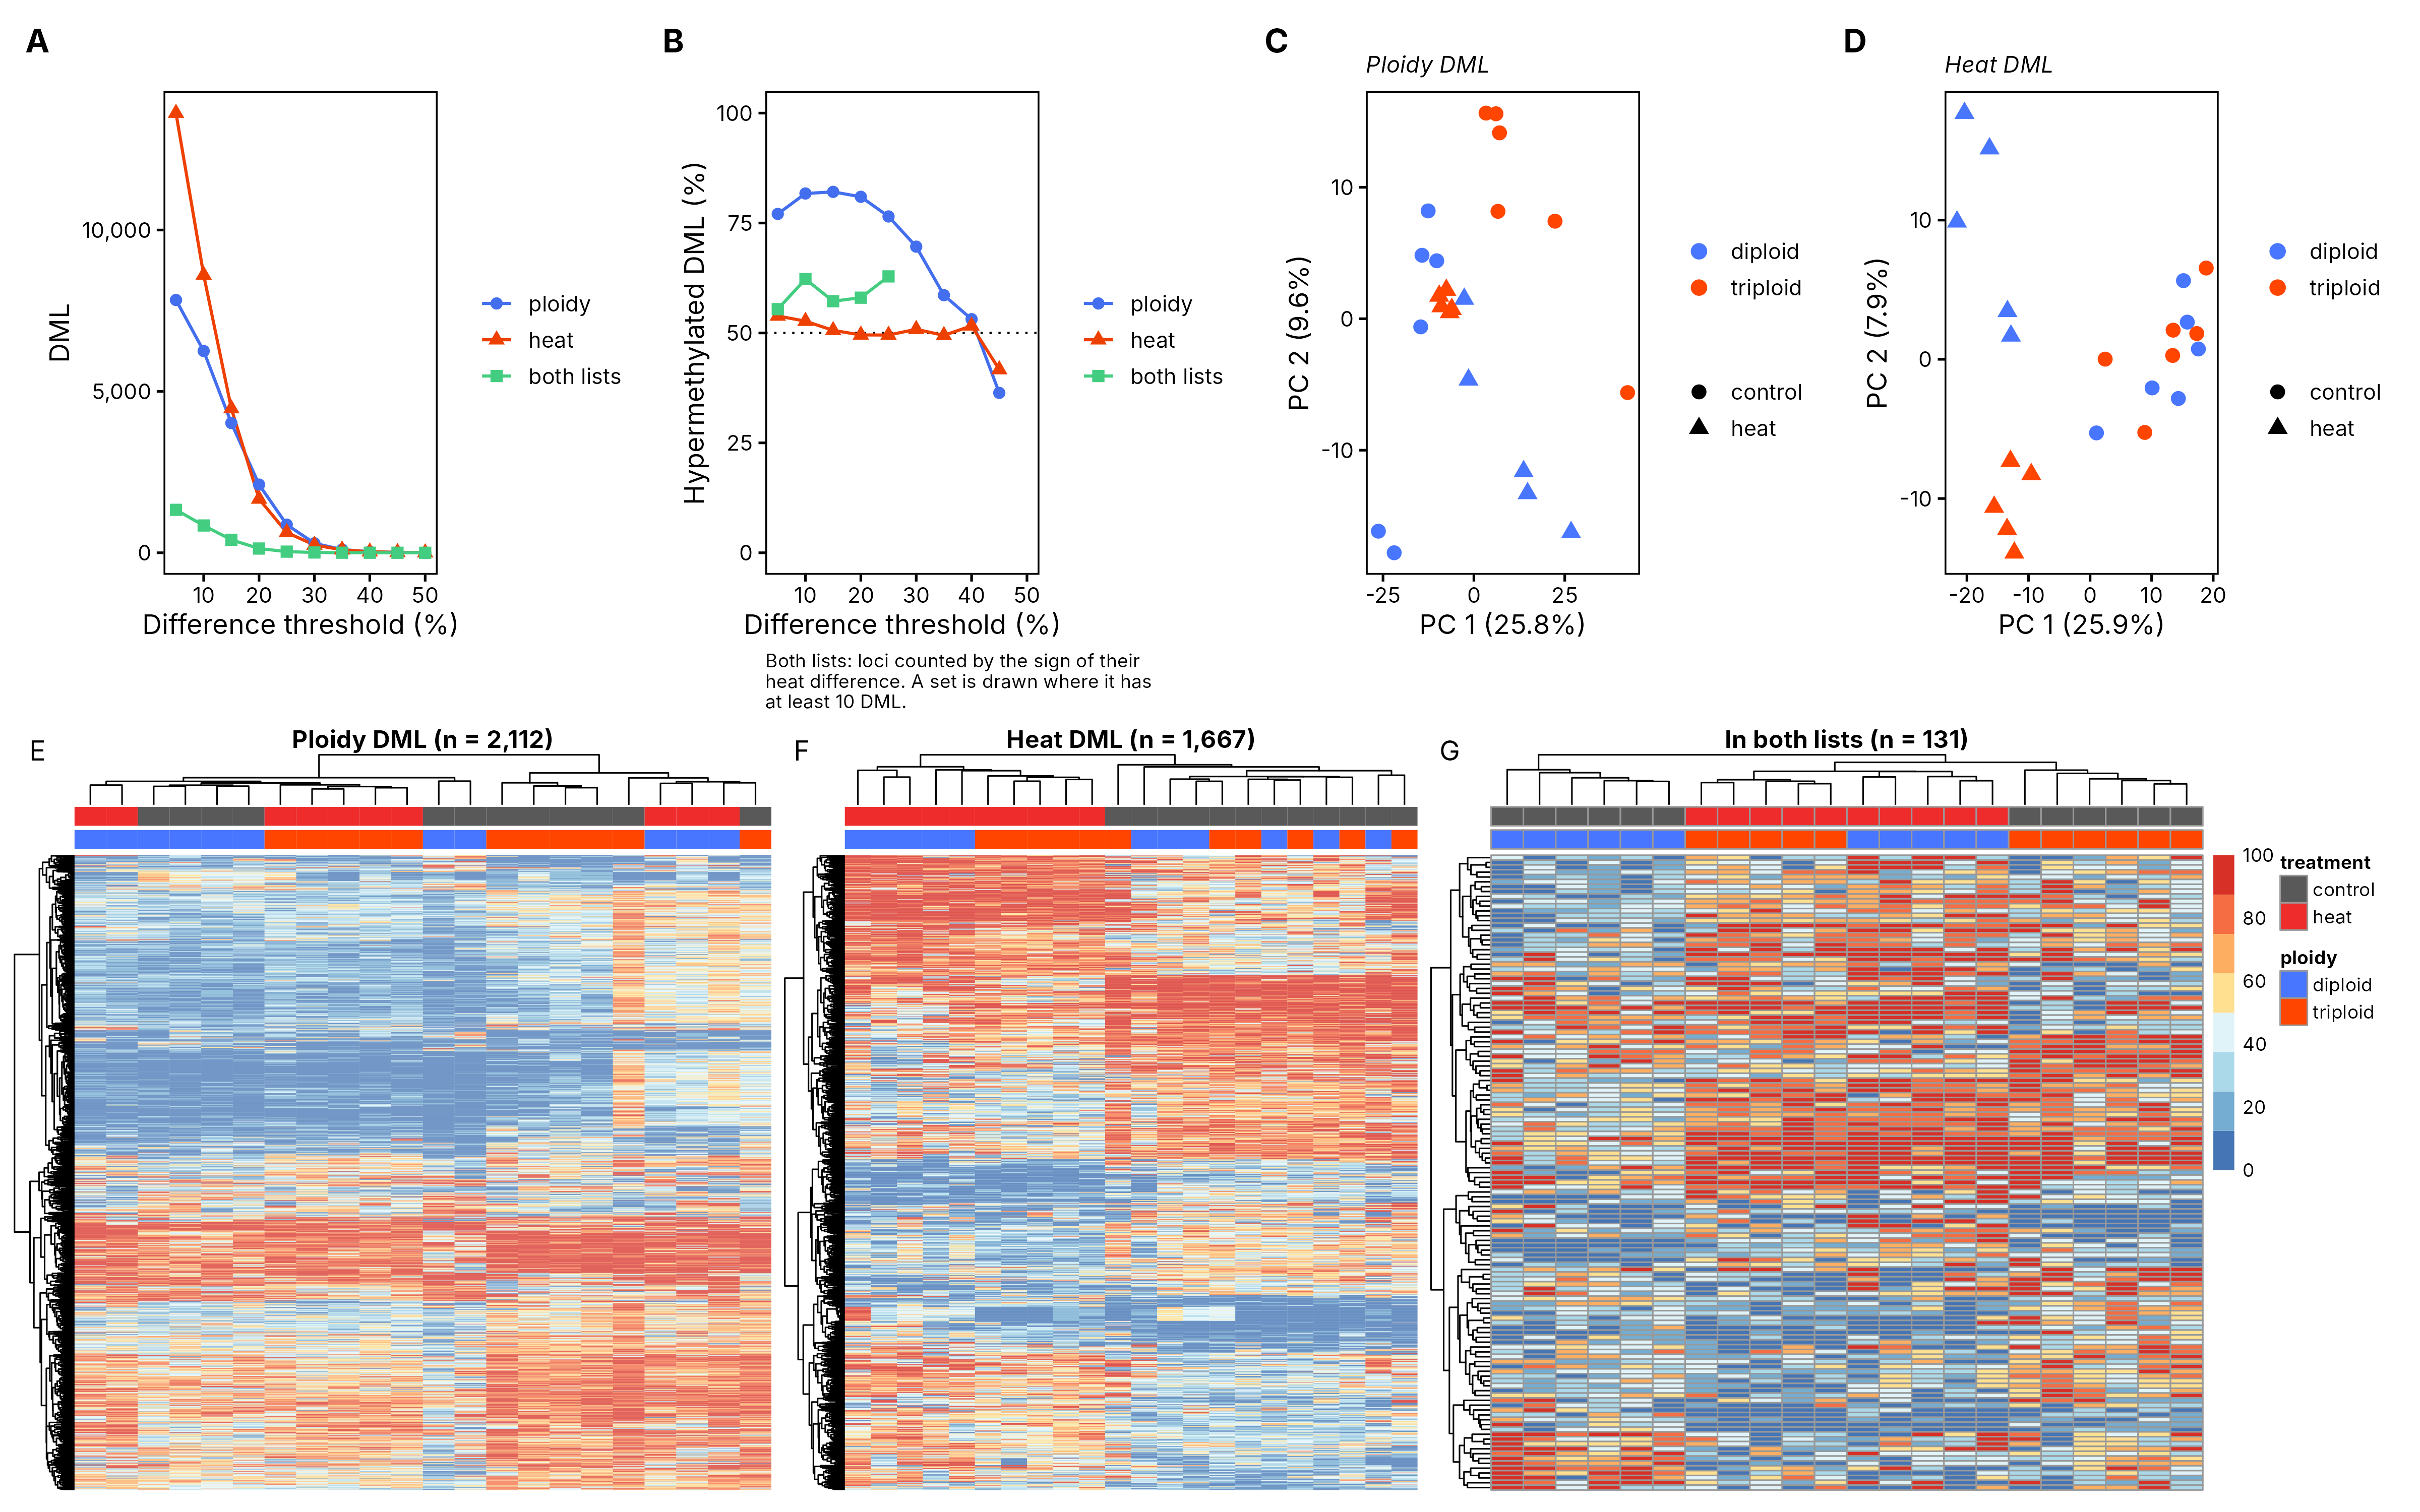 A
B
C
D
Ploidy DML
Heat DML
10,000
5,000
0
DML
10 20 30 40 50
Difference threshold (%)
ploidy
heat
both lists
100
75
50
25
0
Hypermethylated DML (%)
10 20 30 40 50
Difference threshold (%)
ploidy
heat
both lists
Both lists: loci counted by the sign of their
heat difference. A set is drawn where it has
at least 10 DML.
10
0
-10
PC 2 (9.6%)
-25 0 25
PC 1 (25.8%)
diploid
triploid
control
heat
10
0
-10
PC 2 (7.9%)
-20 -10 0 10 20
PC 1 (25.9%)
diploid
triploid
control
heat
E
Ploidy DML (n = 2,112)
F
Heat DML (n = 1,667)
G
In both lists (n = 131)
100
80
60
40
20
0
treatment
control
heat
ploidy
diploid
triploid